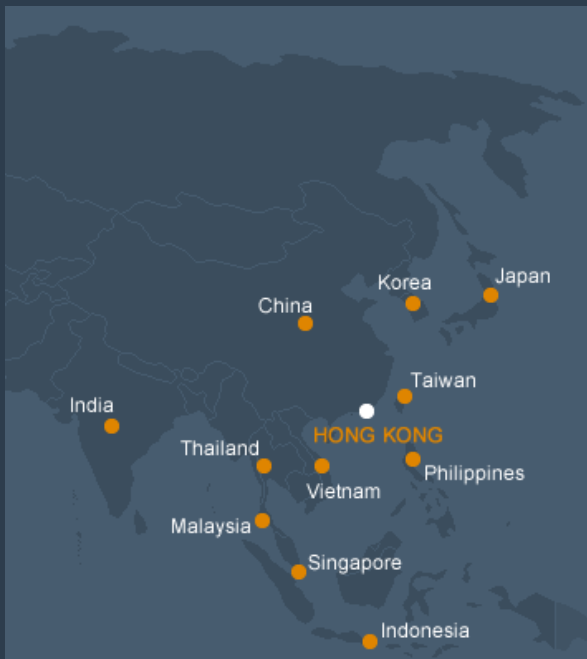 Japan
Korea
China
Taiwan
India
HONG KONG
Thailand
Philippines
Vietnam
Malaysia
Singapore
Indonesia